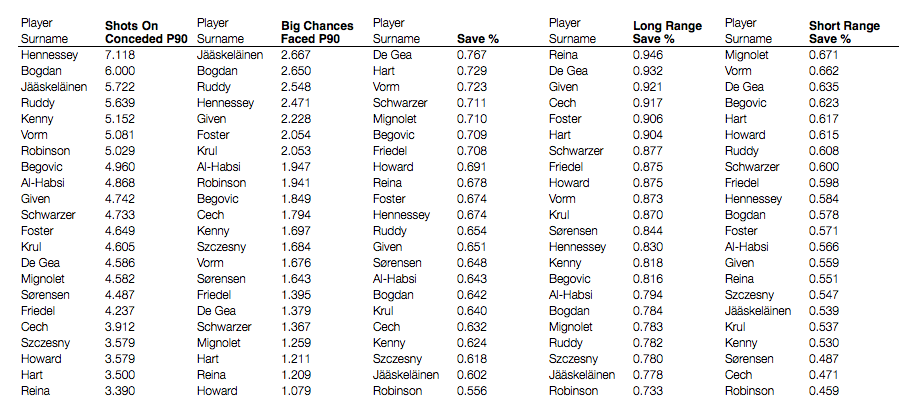 Player Shots On Player Big Chances Player Long Range Player Short Range
Surname Conceded P90 Surname Faced P90 Surname Save % Surname Save % Surname Save %
Hennessey 7.118 Jääskeläinen 2.667 De Gea 0.767 Reina 0.946 Mignolet 0.671
Bogdan 6.000 Bogdan 2.650 Hart 0.729 De Gea 0.932 Vorm 0.662
Jääskeläinen 5.722 Ruddy 2.548 Vorm 0.723 Given 0.921 De Gea 0.635
Ruddy 5.639 Hennessey 2.471 Schwarzer 0.711 Cech 0.917 Begovic 0.623
Kenny 5.152 Given 2.228 Mignolet 0.710 Foster 0.906 Hart 0.617
Vorm 5.081 Foster 2.054 Begovic 0.709 Hart 0.904 Howard 0.615
Robinson 5.029 Krul 2.053 Friedel 0.708 Schwarzer 0.877 Ruddy 0.608
Begovic 4.960 Al-Habsi 1.947 Howard 0.691 Friedel 0.875 Schwarzer 0.600
Al-Habsi 4.868 Robinson 1.941 Reina 0.678 Howard 0.875 Friedel 0.598
Given 4.742 Begovic 1.849 Foster 0.674 Vorm 0.873 Hennessey 0.584
Schwarzer 4.733 Cech 1.794 Hennessey 0.674 Krul 0.870 Bogdan 0.578
Foster 4.649 Kenny 1.697 Ruddy 0.654 Sørensen 0.844 Foster 0.571
Krul 4.605 Szczesny 1.684 Given 0.651 Hennessey 0.830 Al-Habsi 0.566
De Gea 4.586 Vorm 1.676 Sørensen 0.648 Kenny 0.818 Given 0.559
Mignolet 4.582 Sørensen 1.643 Al-Habsi 0.643 Begovic 0.816 Reina 0.551
Sørensen 4.487 Friedel 1.395 Bogdan 0.642 Al-Habsi 0.794 Szczesny 0.547
Friedel 4.237 De Gea 1.379 Krul 0.640 Bogdan 0.784 Jääskeläinen 0.539
Cech 3.912 Schwarzer 1.367 Cech 0.632 Mignolet 0.783 Krul 0.537
Szczesny 3.579 Mignolet 1.259 Kenny 0.624 Ruddy 0.782 Kenny 0.530
Howard 3.579 Hart 1.211 Szczesny 0.618 Szczesny 0.780 Sørensen 0.487
Hart 3.500 Reina 1.209 Jääskeläinen 0.602 Jääskeläinen 0.778 Cech 0.471
Reina 3.390 Howard 1.079 Robinson 0.556 Robinson 0.733 Robinson 0.459